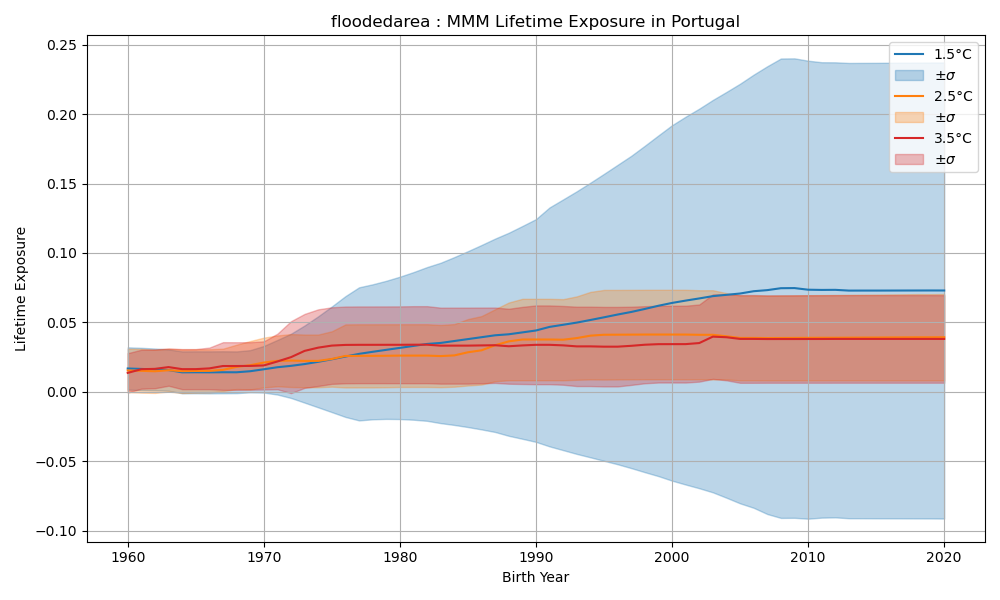 floodedarea : MMM Lifetime Exposure in Portugal
Lifetime Exposure
0.25
0.20
0.15
0.10
0.05
0.00
−0.05
−0.10
1.5°C
±σ
2.5°C
±σ
3.5°C
±σ
1960 1970 1980 1990 2000 2010 2020
Birth Year